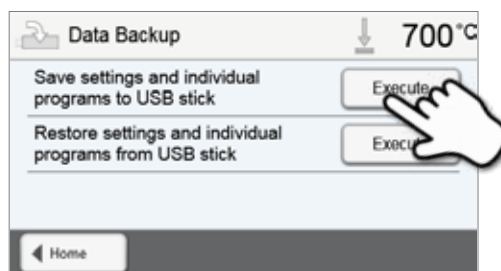 Data Backup
700°C
Save settings and individual
programs to USB stick
Execute
Restore settings and individual
programs from USB stick
Home